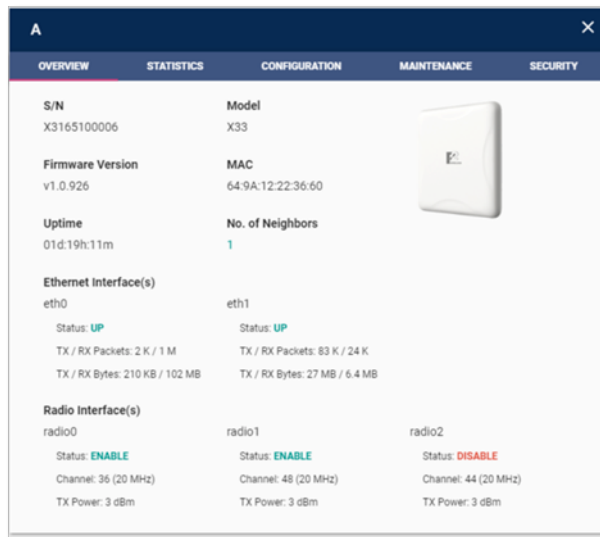 A ×
OVERVIEW STATISTICS CONFIGURATION MAINTENANCE SECURITY
S/N Model
X3165100006 X33
Firmware Version MAC
v1.0.926 64:9A:12:22:36:60
Uptime No. of Neighbors
01d:19h:11m 1
Ethernet Interface(s)
eth0 eth1
Status: UP Status: UP
TX / RX Packets: 2 K / 1 M TX / RX Packets: 83 K / 24 K
TX / RX Bytes: 210 KB / 102 MB TX / RX Bytes: 27 MB / 6.4 MB
Radio Interface(s)
radio0 radio1 radio2
Status: ENABLE Status: ENABLE Status: DISABLE
Channel: 36 (20 MHz) Channel: 48 (20 MHz) Channel: 44 (20 MHz)
TX Power: 3 dBm TX Power: 3 dBm TX Power: 3 dBm